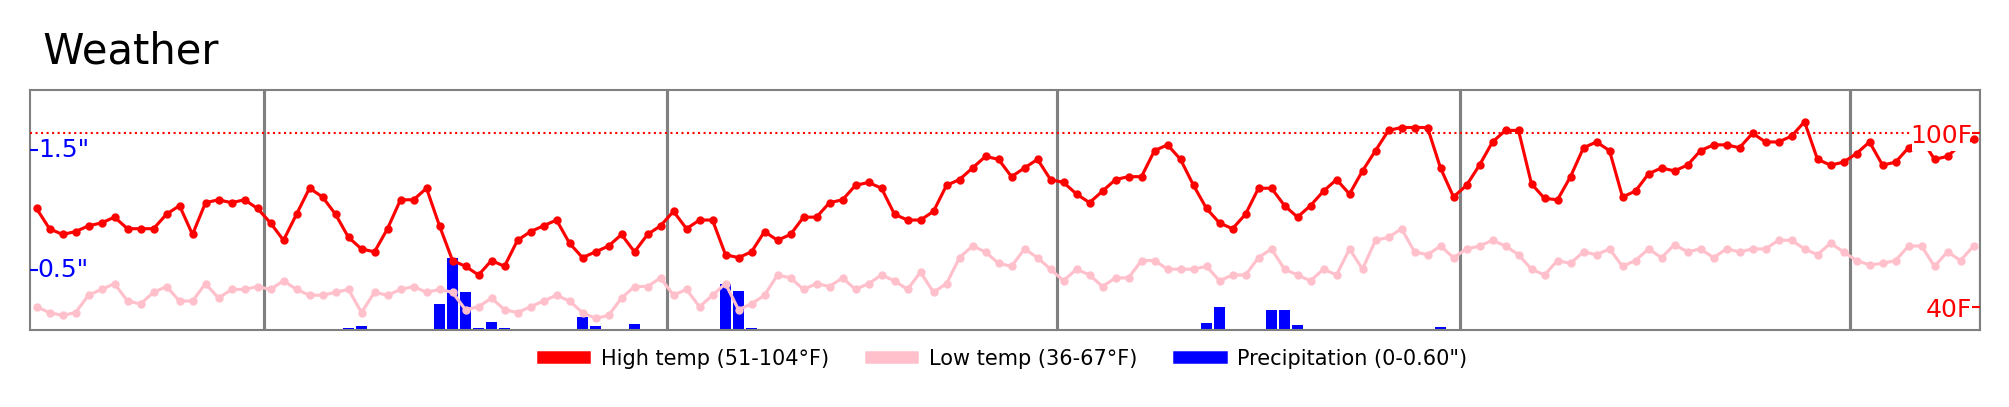 Weather
1.5"
100F
0.5"
40F
High temp (51-104°F) Low temp (36-67°F) Precipitation (0-0.60")